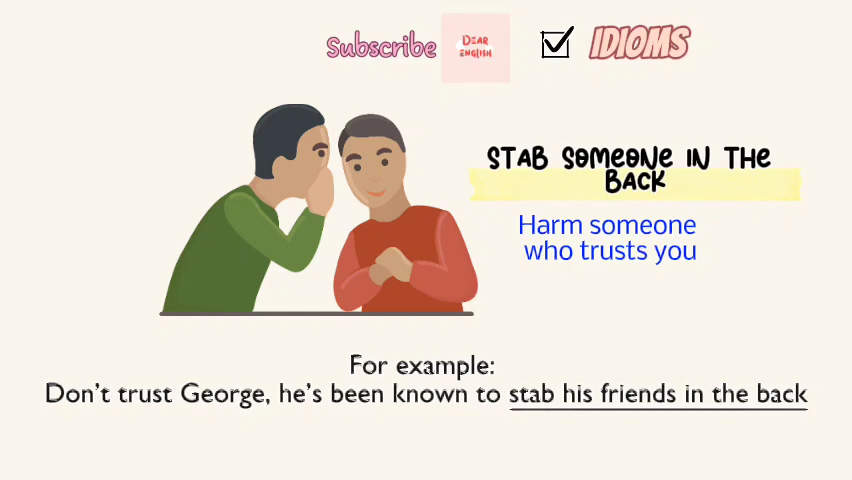 Subscribe
DEAR
ENGLISH
IDIOMS
STAB SOMEONE IN THE
BACK
Harm someone
who trusts you
For example:
Don't trust George, he's been known to stab his friends in the back